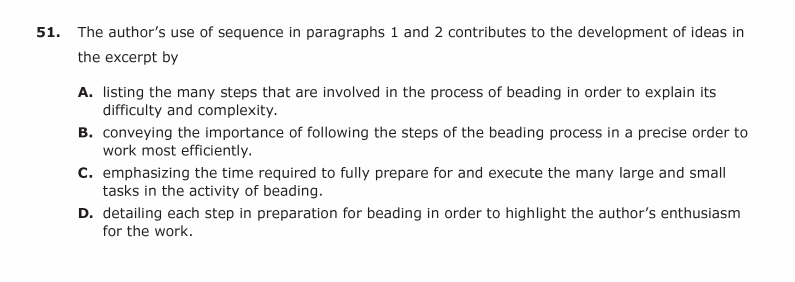 51. The author's use of sequence in paragraphs 1 and 2 contributes to the development of ideas in
the excerpt by
A. listing the many steps that are involved in the process of beading in order to explain its
difficulty and complexity.
B. conveying the importance of following the steps of the beading process in a precise order to
work most efficiently.
C. emphasizing the time required to fully prepare for and execute the many large and small
tasks in the activity of beading.
D. detailing each step in preparation for beading in order to highlight the author's enthusiasm
for the work.